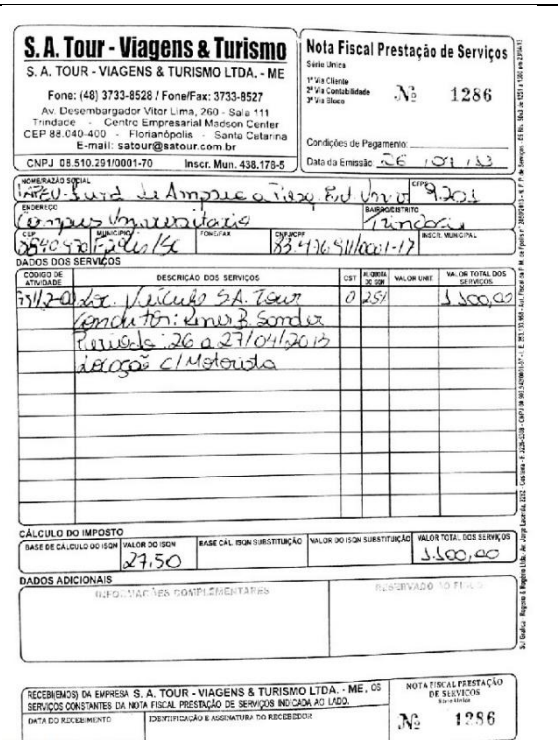 S. A. Tour - Viagens & Turismo
S. A. TOUR - VIAGENS & TURISMO LTDA. - ME
Fone: (48) 3733-8528 / Fone/Fax: 3733-8527
Av. Desembargador Vitor Lima, 260 - Sala 111
Trindade - Centro Empresarial Madson Center
CEP 88.040-400 - Florianópolis - Santa Catarina
E-mail: satour@satour.com.br
CNPJ 08.510.291/0001-70 Inscr. Mun. 438.178-5
Nota Fiscal Prestação de Serviços
Série Única
1ª Via Cliente
2ª Via Contabilidade
3ª Via Bloco
Nº 1286
Condições de Pagamento:
Data da Emissão 26
NOME/RAZÃO SOCIAL CFPS
9.201
ENDEREÇO BAIRRO/DISTRITO
Campus Universitario
CEP MUNICÍPIO FONE/FAX CNPJ/CPF INSCR. MUNICIPAL
83.476.911/0001-17
DADOS DOS SERVIÇOS
CÓDIGO DE ATIVIDADE DESCRIÇÃO DOS SERVIÇOS CST ALÍQUOTA DO ISQN VALOR UNIT. VALOR TOTAL DOS SERVIÇOS
Loc. Veículo S.A. Tour 0 1.100,00
Condutor: B. Sonder
Periodo: 26 a 27/04/2013
Locação c/ Motorista
CÁLCULO DO IMPOSTO
BASE DE CÁLCULO DO ISQN VALOR DO ISQN BASE CÁL. ISQN SUBSTITUIÇÃO VALOR DO ISQN SUBSTITUIÇÃO VALOR TOTAL DOS SERVIÇOS
27,50 1.100,00
DADOS ADICIONAIS
INFORMAÇÕES COMPLEMENTARES RESERVADO AO FISCO
RECEBI(EMOS) DA EMPRESA S. A. TOUR - VIAGENS & TURISMO LTDA. - ME, OS
SERVIÇOS CONSTANTES DA NOTA FISCAL PRESTAÇÃO DE SERVIÇOS INDICADA AO LADO.
DATA DO RECEBIMENTO IDENTIFICAÇÃO E ASSINATURA DO RECEBEDOR
NOTA FISCAL PRESTAÇÃO
DE SERVIÇOS
Série Única
Nº 1286